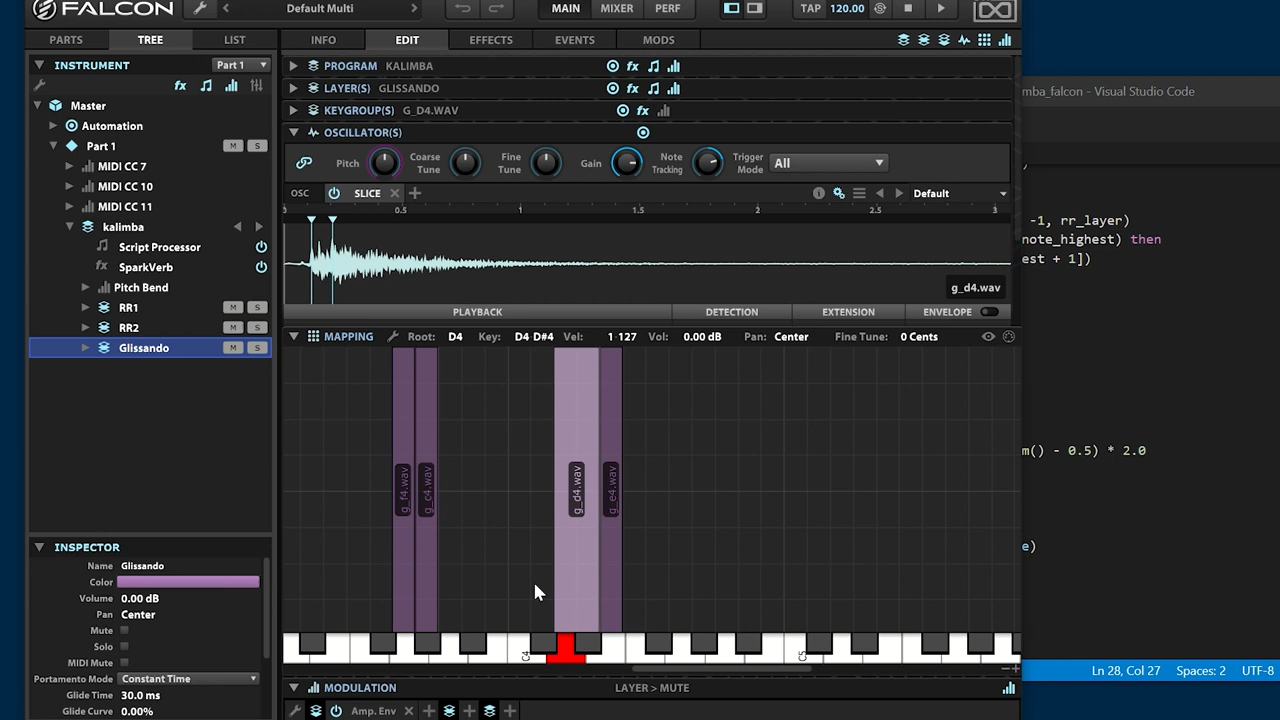 FALCON
Default Multi
MAIN MIXER PERF
TAP 120.00
PARTS TREE LIST
INFO EDIT EFFECTS EVENTS MODS
INSTRUMENT Part 1
Master
Automation
Part 1 M S
MIDI CC 7
MIDI CC 10
MIDI CC 11
kalimba
Script Processor
fx SparkVerb
Pitch Bend
RR1 M S
RR2 M S
Glissando M S
PROGRAM KALIMBA
LAYER(S) GLISSANDO
KEYGROUP(S) G_D4.WAV
OSCILLATOR(S)
Pitch Coarse Tune Fine Tune Gain Note Tracking Trigger Mode All
OSC SLICE Default
0 0.5 1 1.5 2 2.5 3
g_d4.wav
PLAYBACK DETECTION EXTENSION ENVELOPE
MAPPING Root: D4 Key: D4 D#4 Vel: 1 127 Vol: 0.00 dB Pan: Center Fine Tune: 0 Cents
g_f4.wav
g_c4.wav
g_d4.wav
g_e4.wav
C4 C5
MODULATION LAYER > MUTE
Amp. Env
INSPECTOR
Name Glissando
Color
Volume 0.00 dB
Pan Center
Mute
Solo
MIDI Mute
Portamento Mode Constant Time
Glide Time 30.0 ms
Glide Curve 0.00%
mba_falcon - Visual Studio Code
-1, rr_layer)
note_highest) then
est + 1])
m() - 0.5) * 2.0
e)
Ln 28, Col 27 Spaces: 2 UTF-8